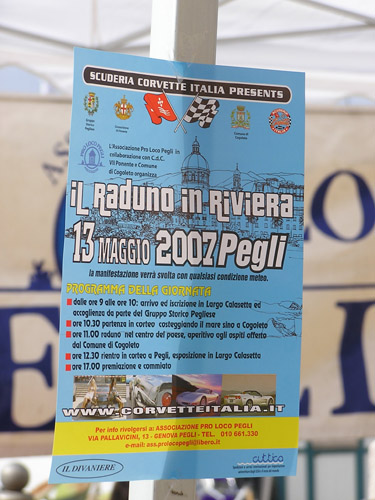 SCUDERIA CORVETTE ITALIA PRESENTS
L'Associazione Pro Loco Pegli in
collaborazione con C.d.C.
VII Ponente e Comune
di Cogoleto organizza
il Raduno in Riviera
13 MAGGIO 2007 Pegli
la manifestazione verrà svolta con qualsiasi condizione meteo.
PROGRAMMA DELLA GIORNATA
dalle ore 9 alle ore 10: arrivo ed iscrizione in Largo Calasetta ed
accoglienza da parte del Gruppo Storico Pegliese
ore 10.30 partenza in corteo costeggiando il mare sino a Cogoleto
ore 11.00 raduno nel centro del paese, aperitivo agli ospiti offerto
dal Comune di Cogoleto
ore 12.30 rientro in corteo a Pegli, esposizione in Largo Calasetta
ore 17.00 premiazione e commiato
WWW.CORVETTEITALIA.IT
Per info rivolgersi a: ASSOCIAZIONE PRO LOCO PEGLI
VIA PALLAVICINI, 13 - GENOVA PEGLI - TEL. 010 661.330
e-mail: ass.prolocopegli@libero.it
IL DIVANIERE